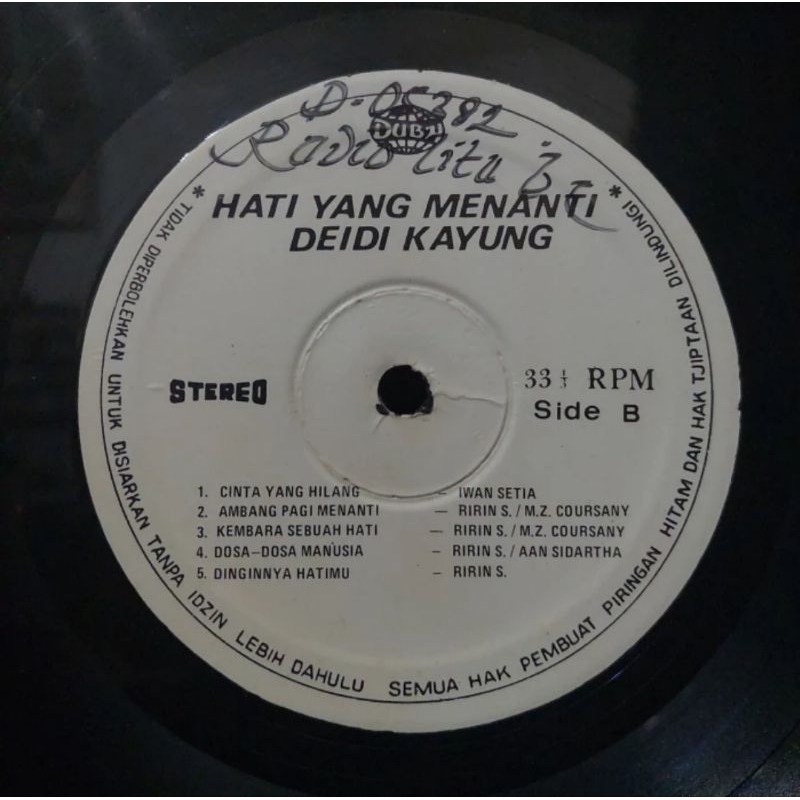 D-05382
DUBA
Radio Cita
HATI YANG MENANTI
DEIDI KAYUNG
STEREO
33 1/3 RPM
Side B
1. CINTA YANG HILANG – IWAN SETIA
2. AMBANG PAGI MENANTI – RIRIN S. / M.Z. COURSANY
3. KEMBARA SEBUAH HATI – RIRIN S. / M.Z. COURSANY
4. DOSA–DOSA MANUSIA – RIRIN S. / AAN SIDARTHA
5. DINGINNYA HATIMU – RIRIN S.
* TIDAK DIPERBOLEHKAN UNTUK DISIARKAN TANPA IDZIN LEBIH DAHULU SEMUA HAK PEMBUAT PIRINGAN HITAM DAN HAK TJIPTAAN DILINDUNGI *